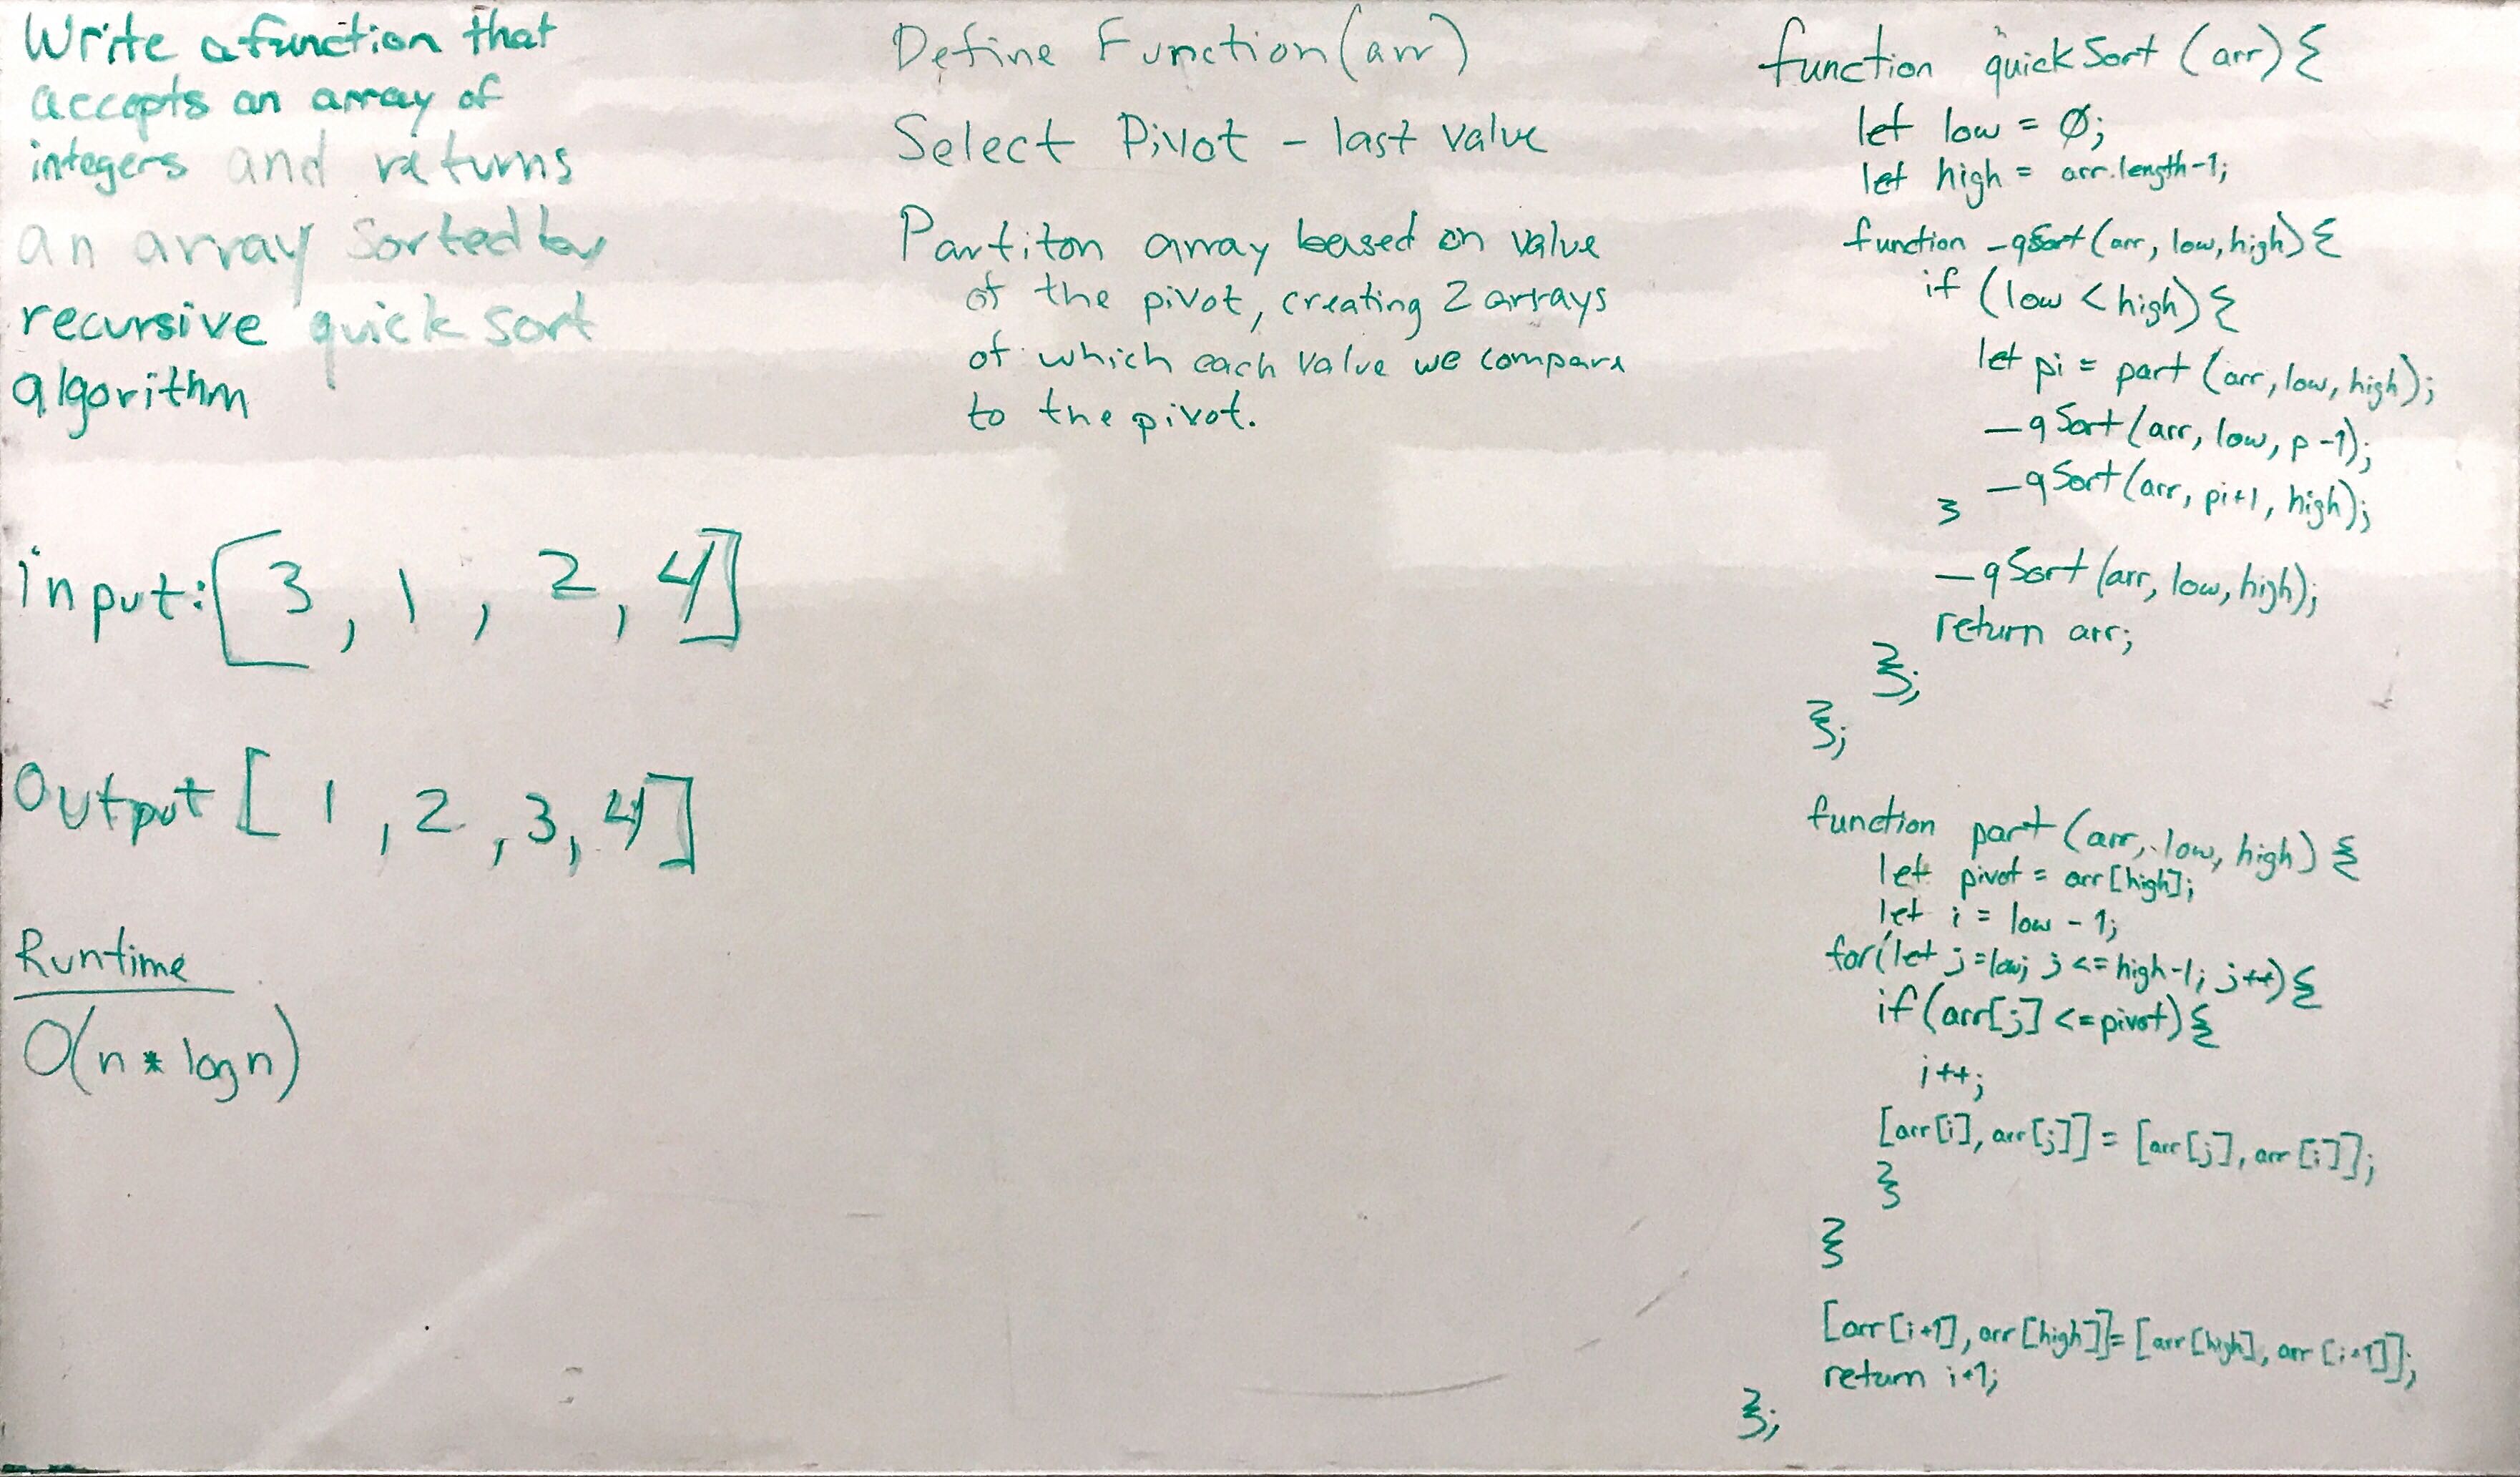 Write a function that
accepts an array of
integers and returns
an array sorted by
recursive quick sort
algorithm
input: [3, 1, 2, 4]
Output [1, 2, 3, 4]
Runtime
O(n * log n)
Define Function(arr)
Select Pivot - last value
Partiton array based on value
of the pivot, creating 2 arrays
of which each value we compare
to the pivot.
function quickSort (arr) {
let low = Ø;
let high = arr.length-1;
function _qSort(arr, low, high) {
if (low < high) {
let pi = part (arr, low, high);
_qSort(arr, low, p-1);
_qSort(arr, pi+1, high);
}
_qSort(arr, low, high);
return arr;
};
};
function part (arr, low, high) {
let pivot = arr[high];
let i = low - 1;
for(let j=low; j <= high-1; j++) {
if(arr[j] <= pivot) {
i++;
[arr[i], arr[j]] = [arr[j], arr[i]];
}
}
[arr[i+1], arr[high]] = [arr[high], arr[i+1]];
return i+1;
};